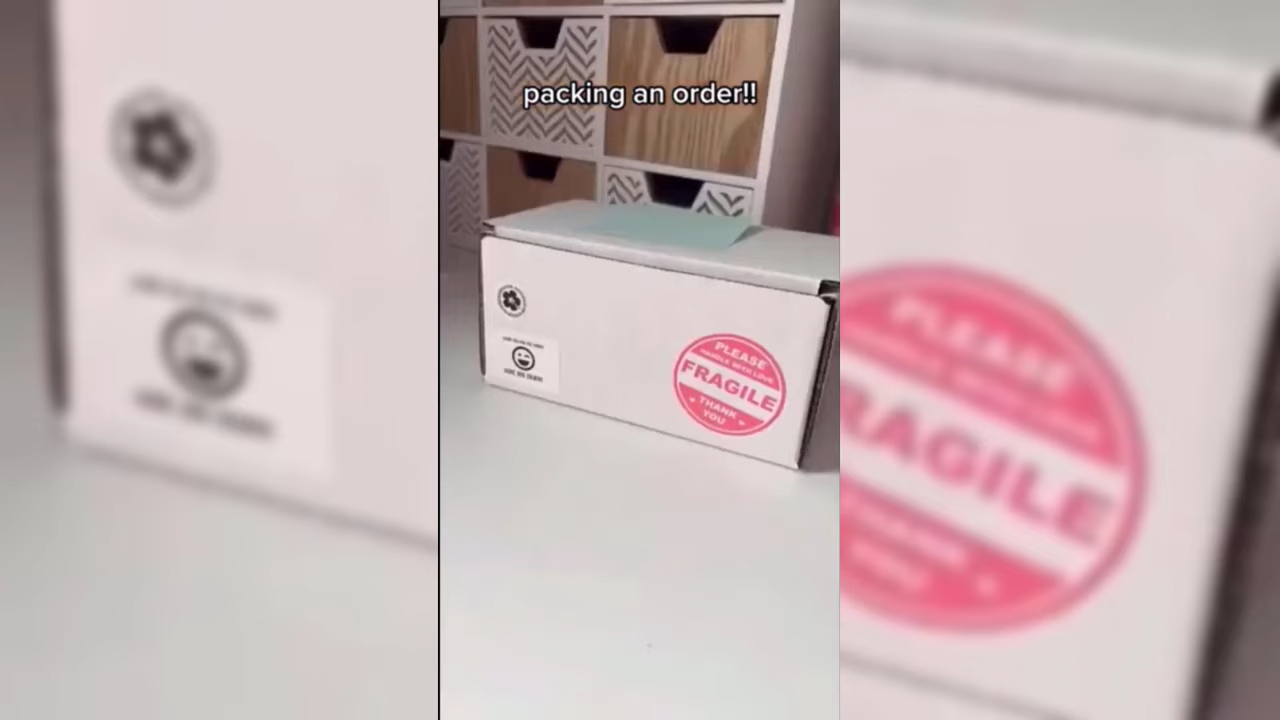 packing an order!!
PLEASE
HANDLE WITH LOVE
FRAGILE
THANK
YOU